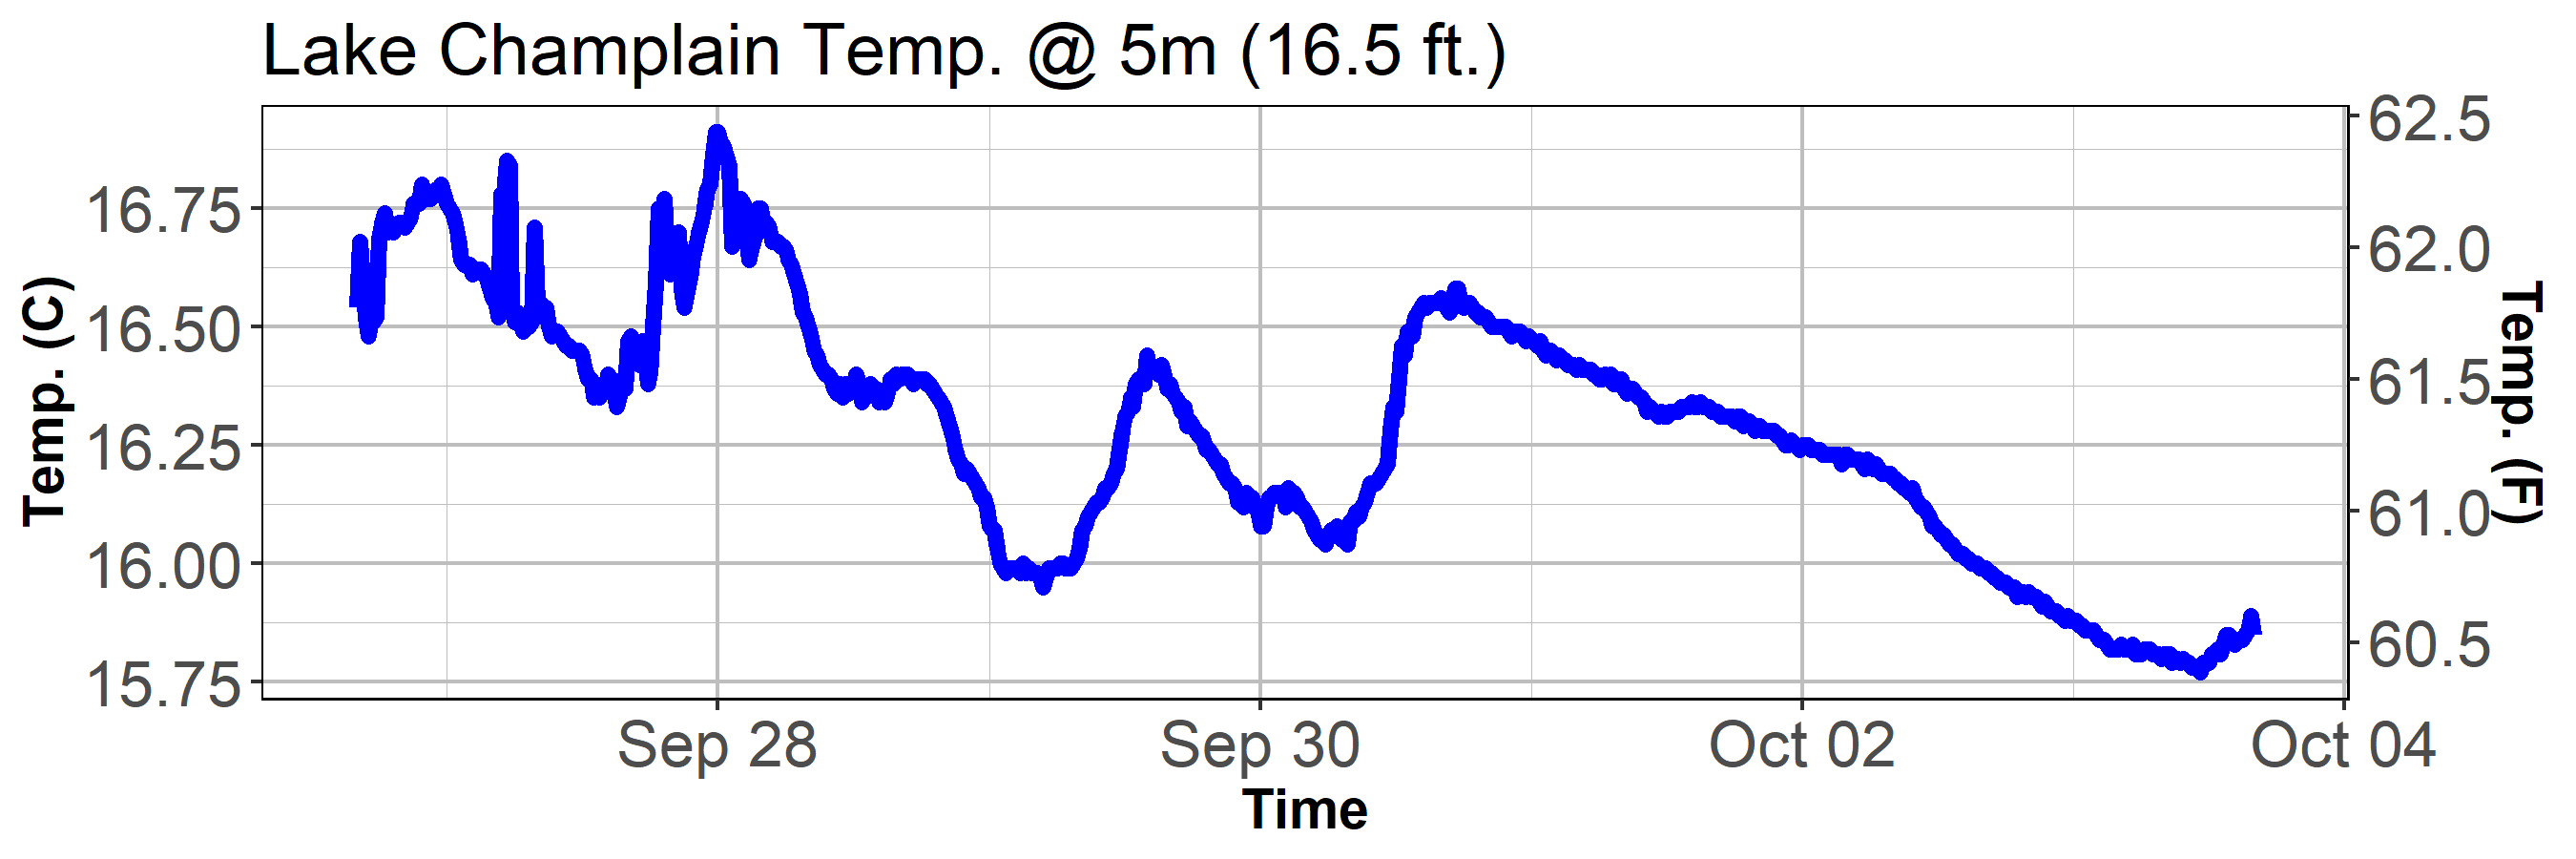 Lake Champlain Temp. @ 5m (16.5 ft.)
Temp. (C)
16.75
16.50
16.25
16.00
15.75
62.5
62.0
61.5
61.0
60.5
Temp. (F)
Sep 28
Sep 30
Oct 02
Oct 04
Time